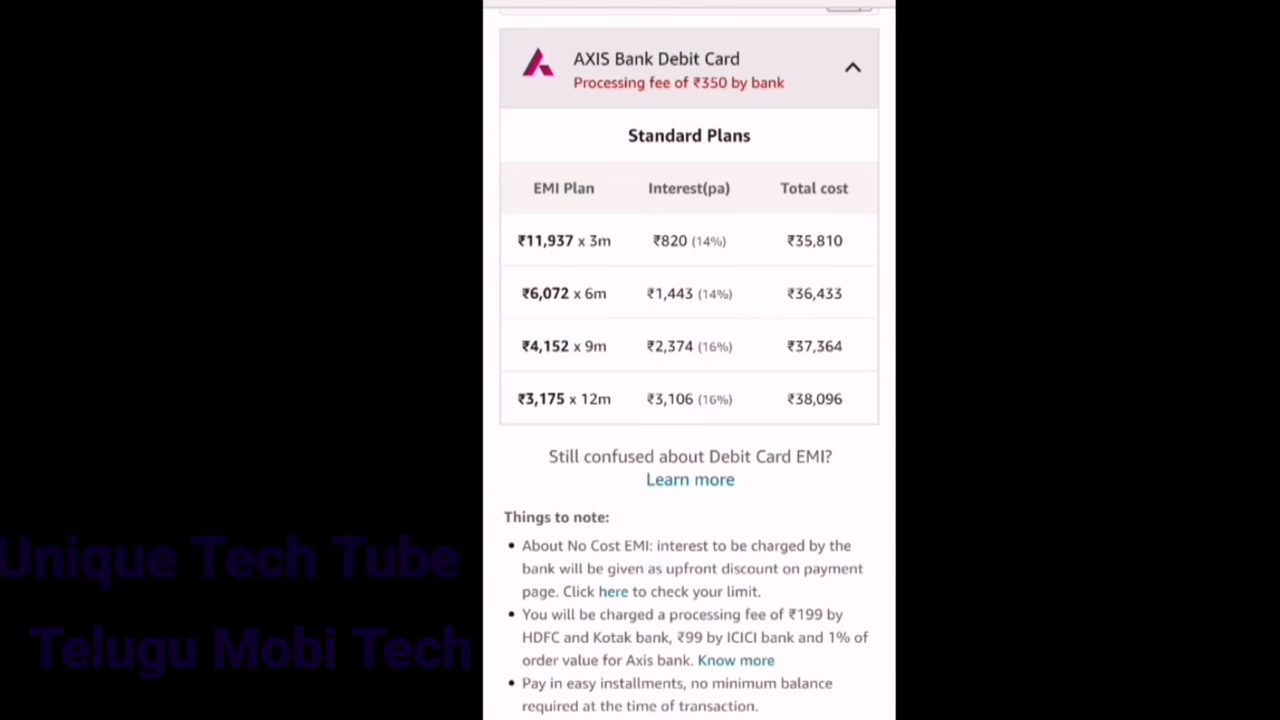 AXIS Bank Debit Card
Processing fee of ₹350 by bank
Standard Plans
EMI Plan Interest(pa) Total cost
₹11,937 x 3m ₹820 (14%) ₹35,810
₹6,072 x 6m ₹1,443 (14%) ₹36,433
₹4,152 x 9m ₹2,374 (16%) ₹37,364
₹3,175 x 12m ₹3,106 (16%) ₹38,096
Still confused about Debit Card EMI?
Learn more
Things to note:
• About No Cost EMI: interest to be charged by the
bank will be given as upfront discount on payment
page. Click here to check your limit.
• You will be charged a processing fee of ₹199 by
HDFC and Kotak bank, ₹99 by ICICI bank and 1% of
order value for Axis bank. Know more
• Pay in easy installments, no minimum balance
required at the time of transaction.
Unique Tech Tube
Telugu Mobi Tech